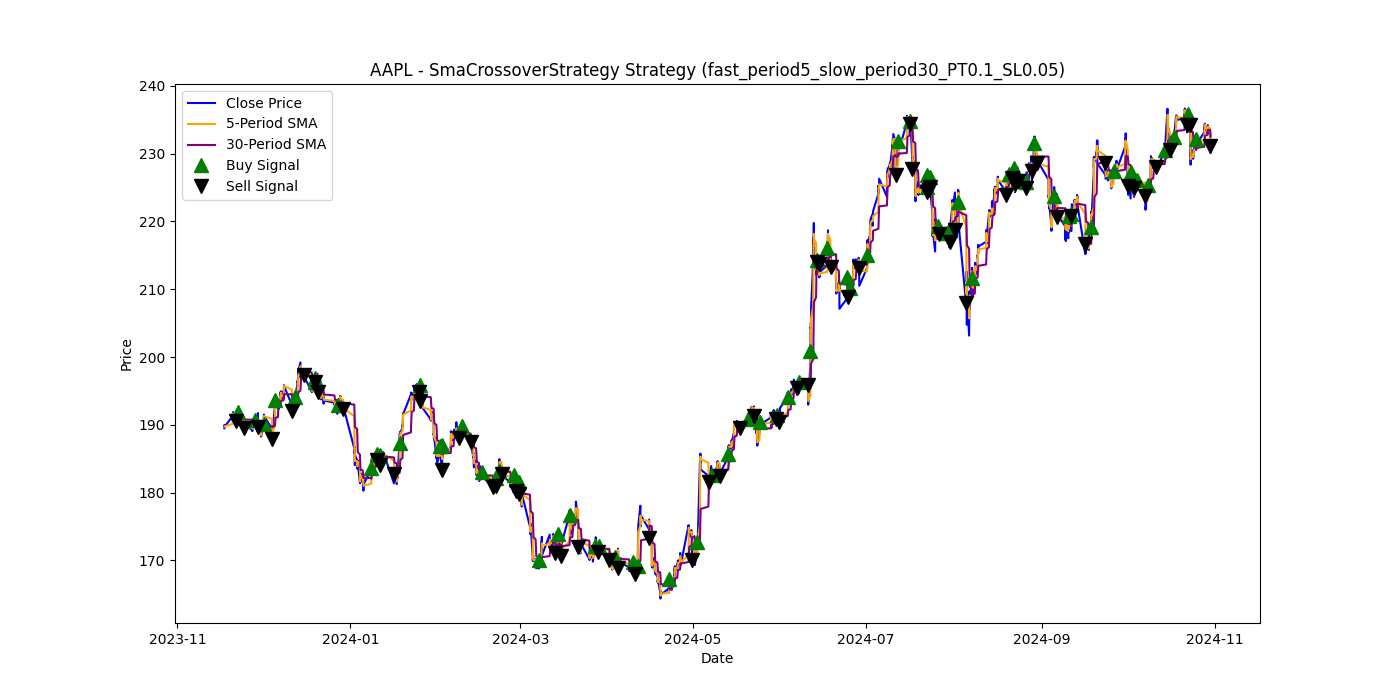 AAPL - SmaCrossoverStrategy Strategy (fast_period5_slow_period30_PT0.1_SL0.05)
Close Price
5-Period SMA
30-Period SMA
Buy Signal
Sell Signal
Price
240
230
220
210
200
190
180
170
2023-11 2024-01 2024-03 2024-05 2024-07 2024-09 2024-11
Date